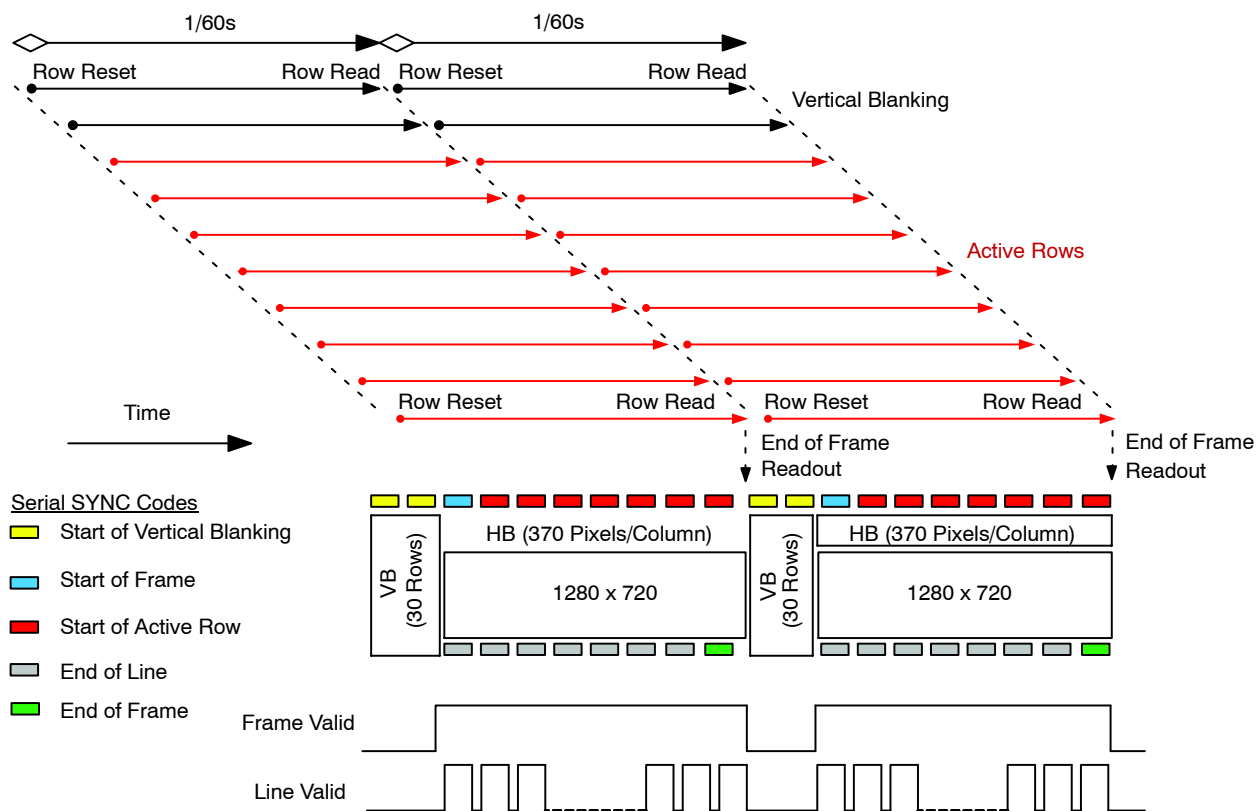 1/60s
1/60s
Row Reset
Row Read
Row Reset
Row Read
Vertical Blanking
Active Rows
Row Reset
Row Read
Row Reset
Row Read
Time
End of Frame
Readout
End of Frame
Readout
Serial SYNC Codes
Start of Vertical Blanking
Start of Frame
Start of Active Row
End of Line
End of Frame
VB
(30 Rows)
HB (370 Pixels/Column)
1280 x 720
VB
(30 Rows)
HB (370 Pixels/Column)
1280 x 720
Frame Valid
Line Valid